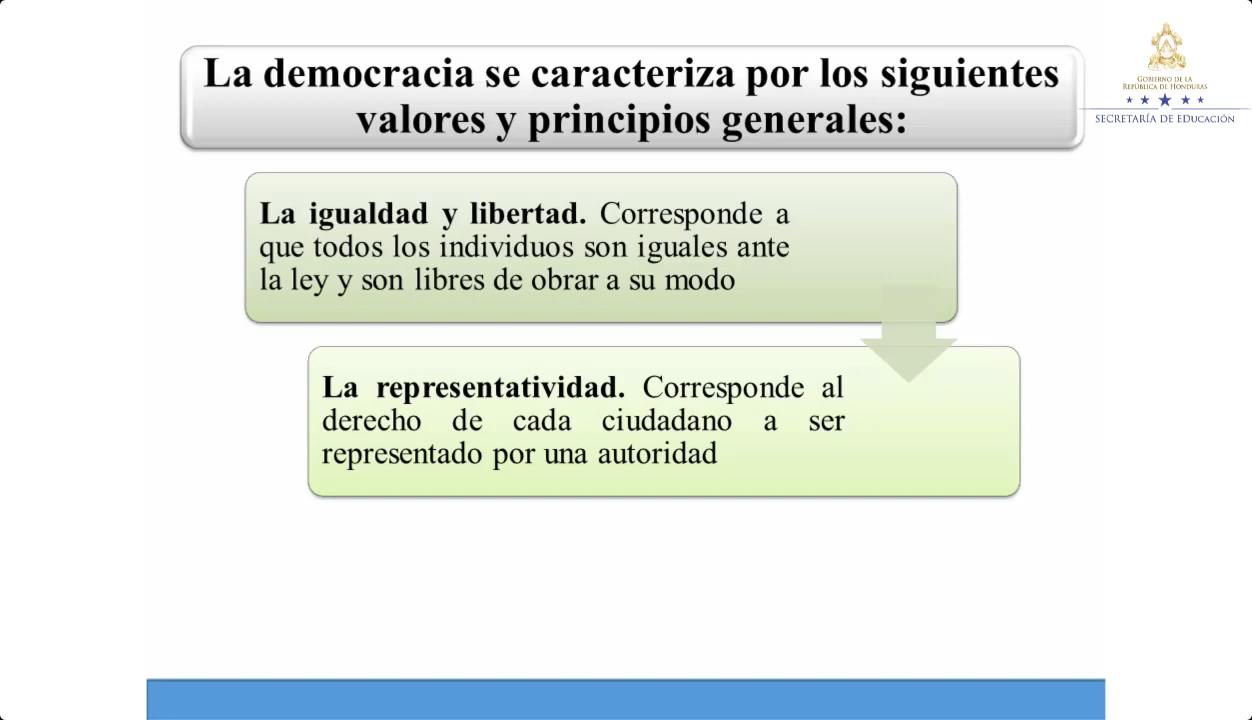 La democracia se caracteriza por los siguientes
valores y principios generales:
GOBIERNO DE LA
REPÚBLICA DE HONDURAS
SECRETARÍA DE EDUCACIÓN
La igualdad y libertad. Corresponde a
que todos los individuos son iguales ante
la ley y son libres de obrar a su modo
La representatividad. Corresponde al
derecho de cada ciudadano a ser
representado por una autoridad